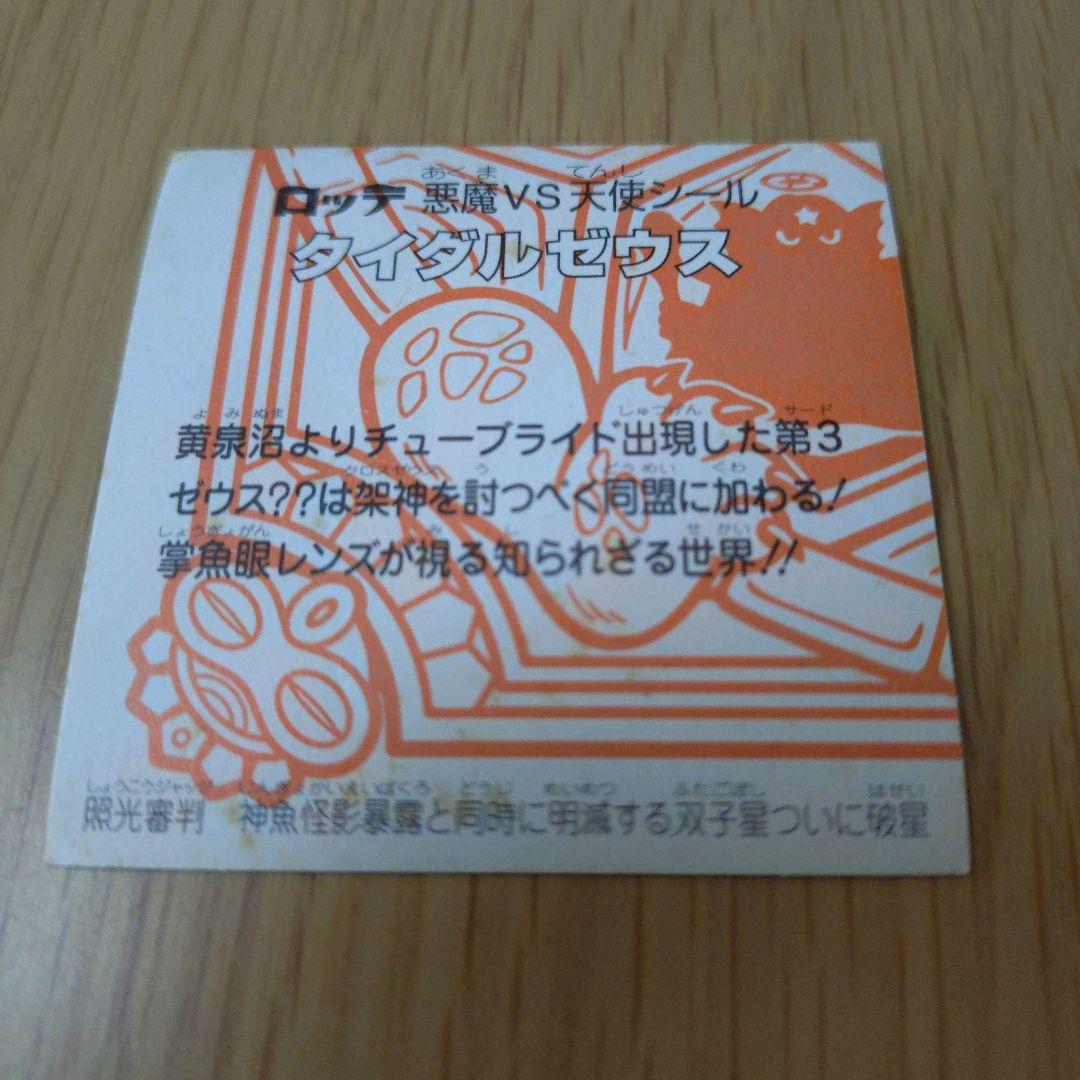 ロッテ 悪魔VS天使シール
タイダルゼウス
黄泉沼よりチューブライド出現した第3
ゼウス??は架神を討つべく同盟に加わる!
掌魚眼レンズが視る知られざる世界!!
照光審判 神魚怪影暴露と同時に明滅する双子星ついに破星